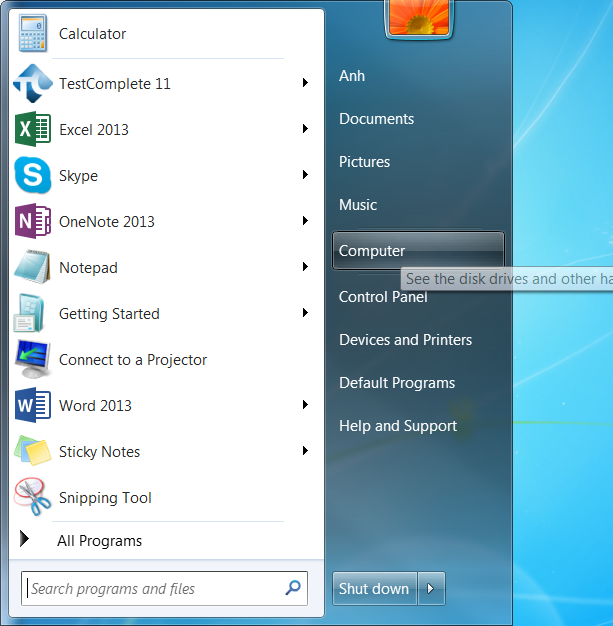 Calculator
TestComplete 11
Excel 2013
Skype
OneNote 2013
Notepad
Getting Started
Connect to a Projector
Word 2013
Sticky Notes
Snipping Tool
All Programs
Search programs and files
Anh
Documents
Pictures
Music
Computer
See the disk drives and other ha
Control Panel
Devices and Printers
Default Programs
Help and Support
Shut down